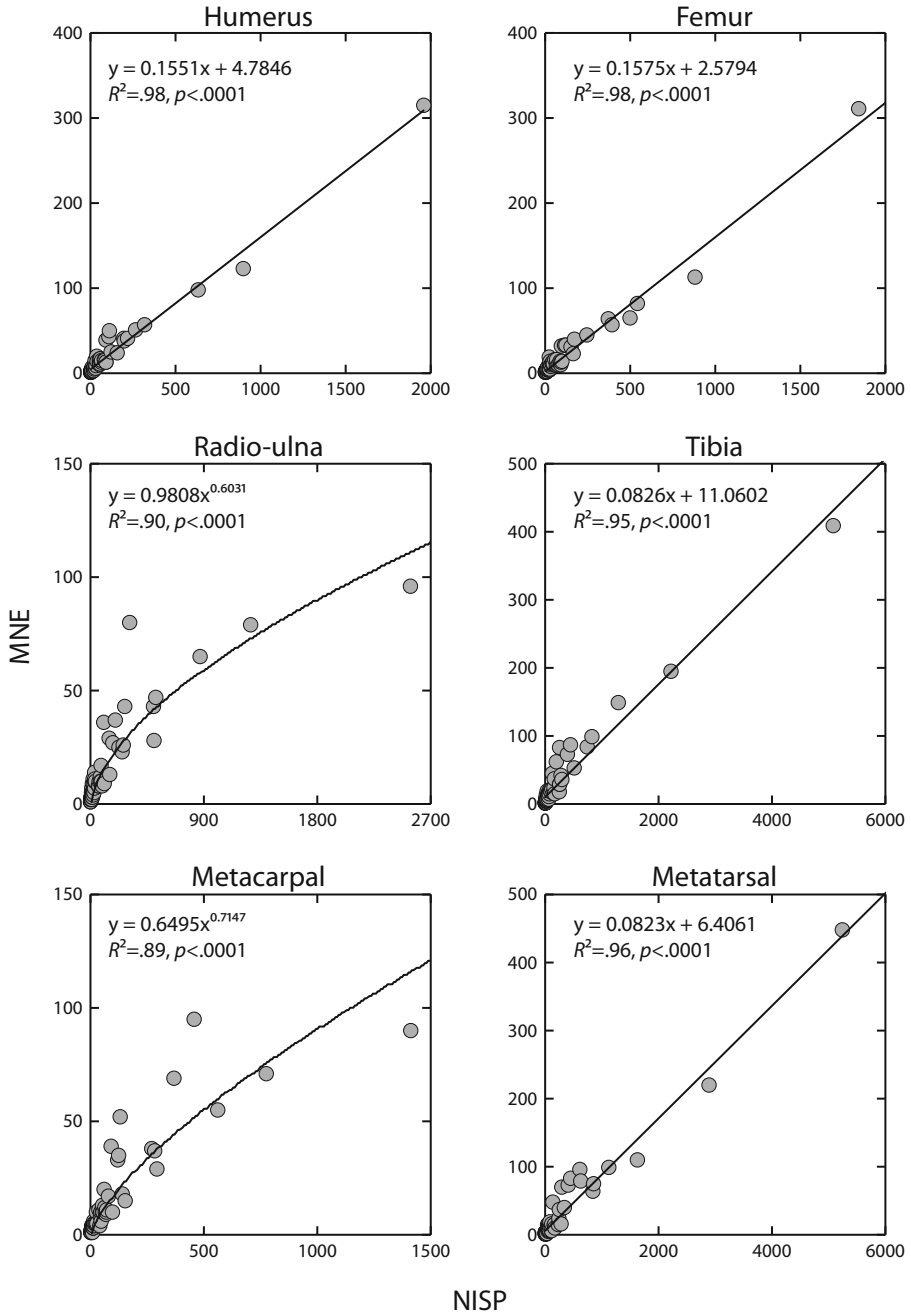 Humerus
y = 0.1551x + 4.7846
R²=.98, p<.0001
400
300
200
100
0
0 500 1000 1500 2000
Femur
y = 0.1575x + 2.5794
R²=.98, p<.0001
400
300
200
100
0
0 500 1000 1500 2000
Radio-ulna
y = 0.9808x^0.6031
R²=.90, p<.0001
150
100
50
0
0 900 1800 2700
Tibia
y = 0.0826x + 11.0602
R²=.95, p<.0001
500
400
300
200
100
0
0 2000 4000 6000
MNE
Metacarpal
y = 0.6495x^0.7147
R²=.89, p<.0001
150
100
50
0
0 500 1000 1500
Metatarsal
y = 0.0823x + 6.4061
R²=.96, p<.0001
500
400
300
200
100
0
0 2000 4000 6000
NISP